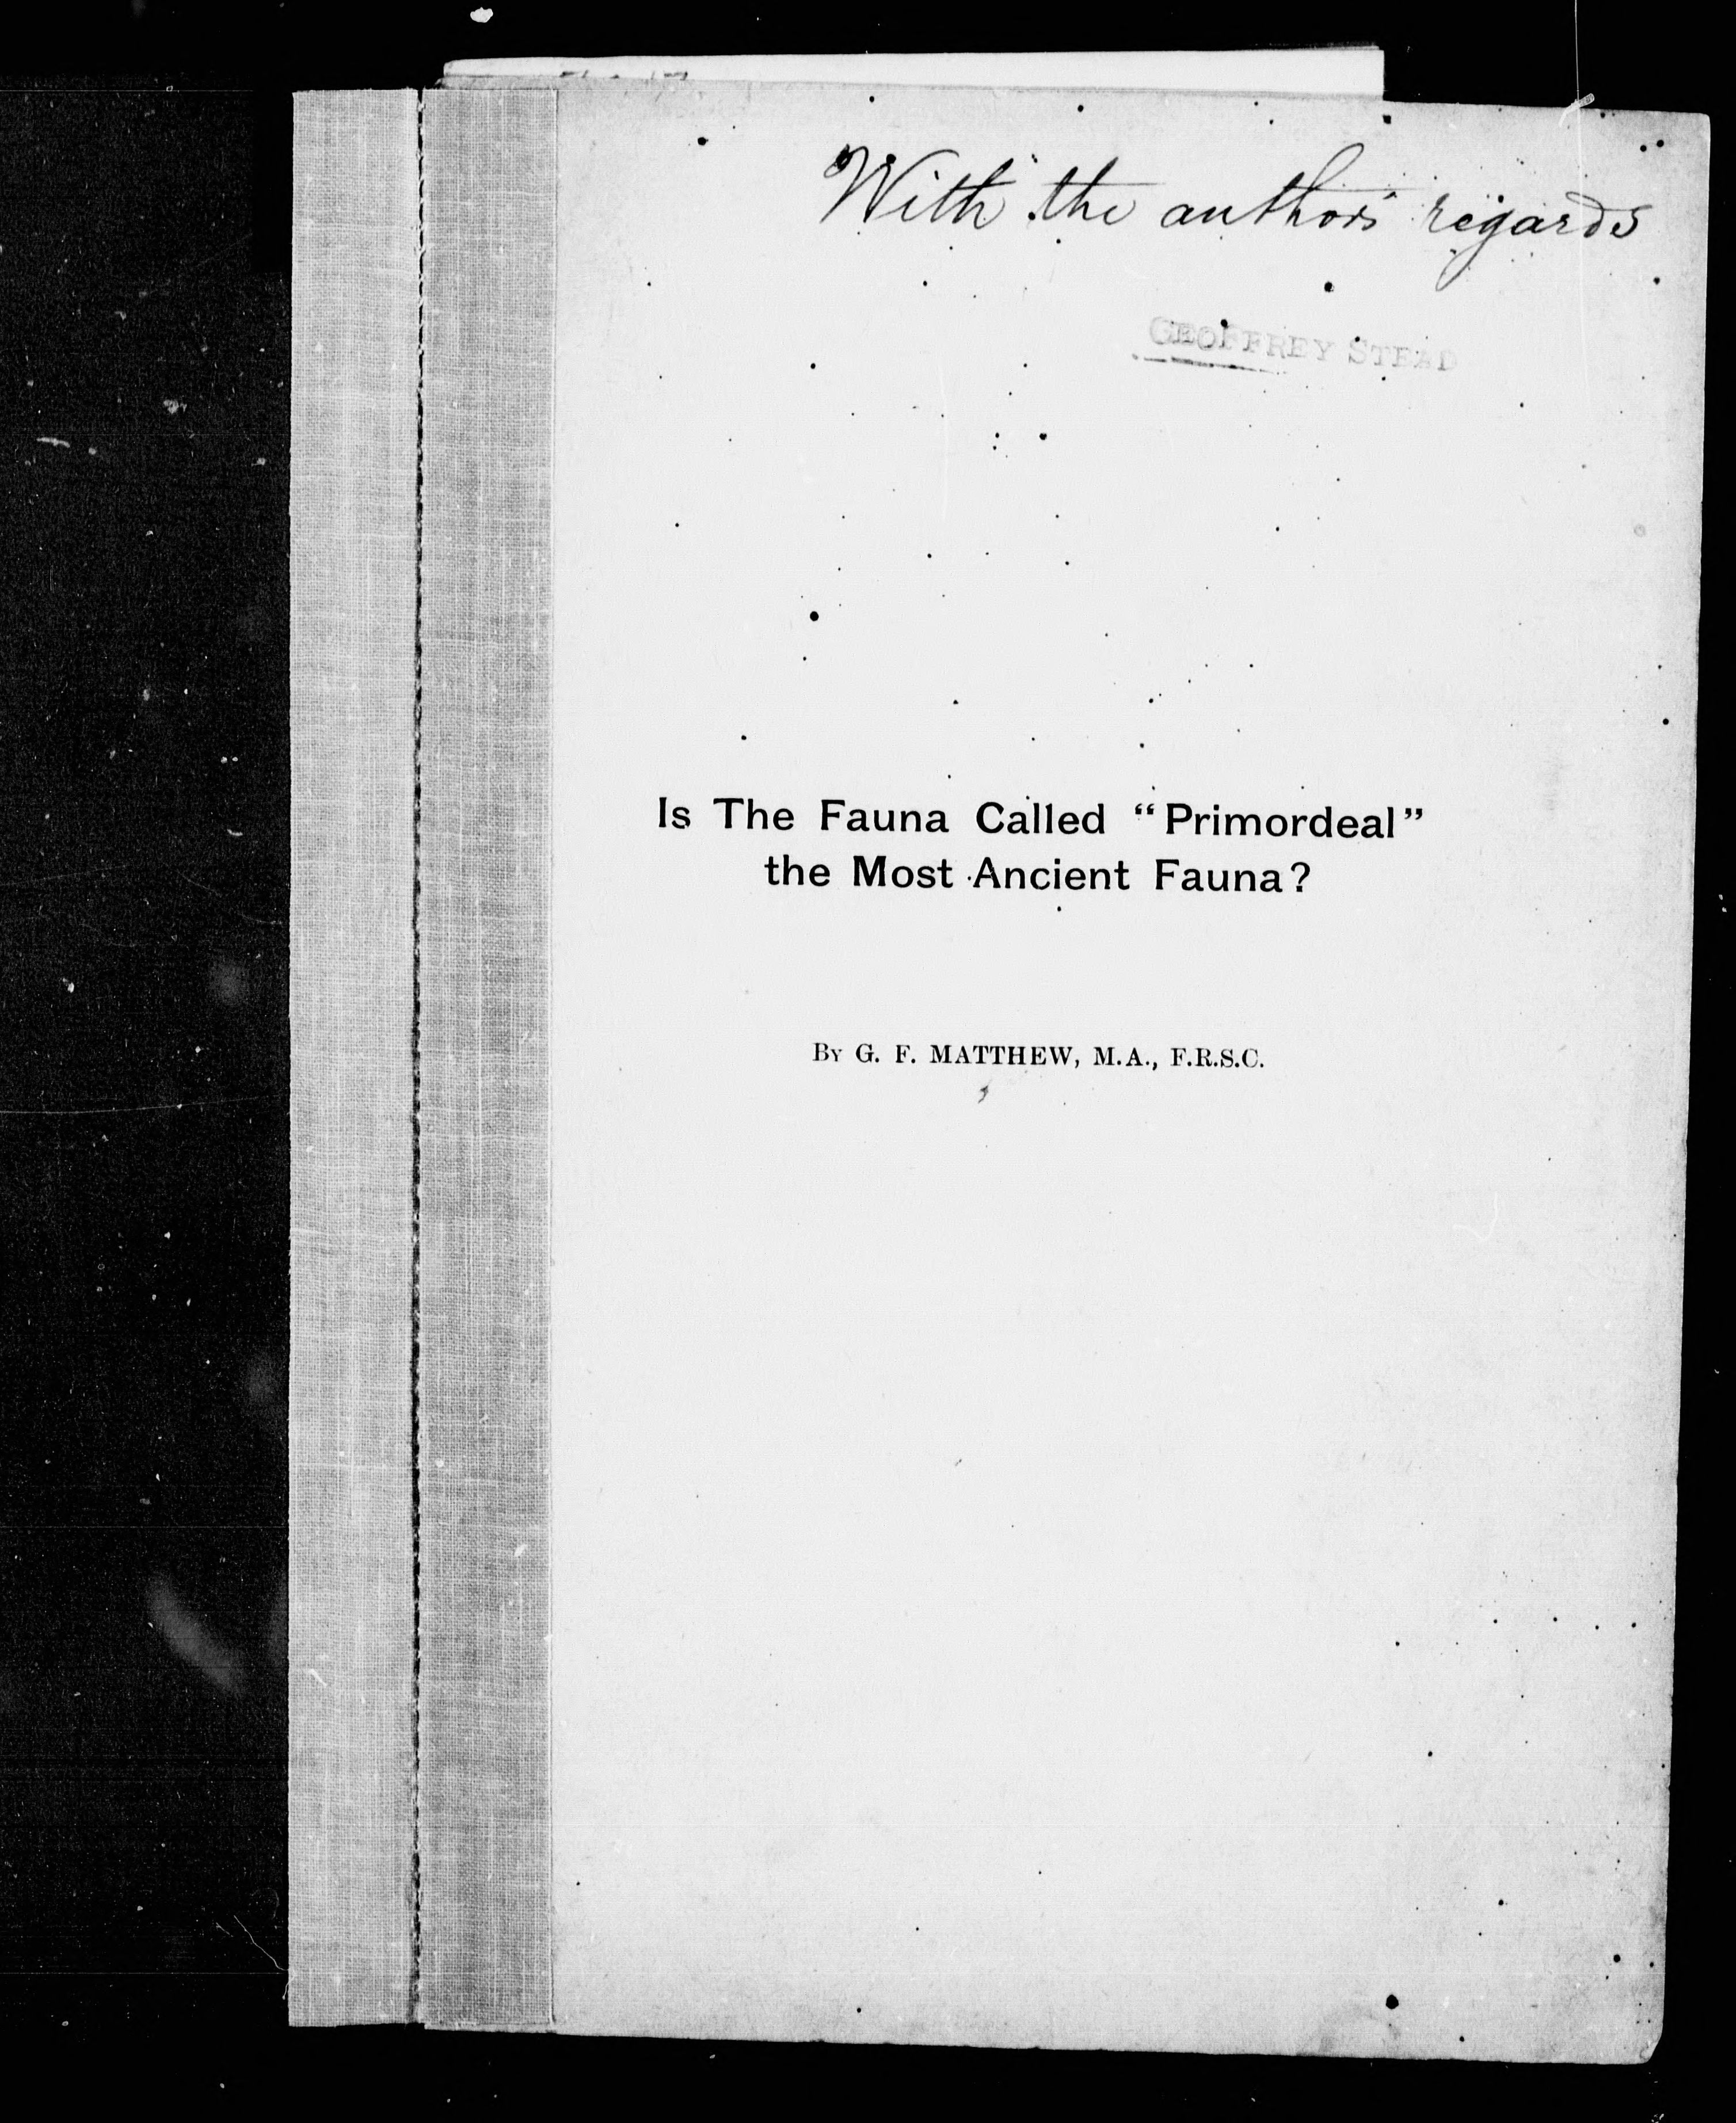 With the authors regards
GEOFFREY STEAD
Is The Fauna Called “Primordeal”
the Most Ancient Fauna?
By G. F. MATTHEW, M.A., F.R.S.C.